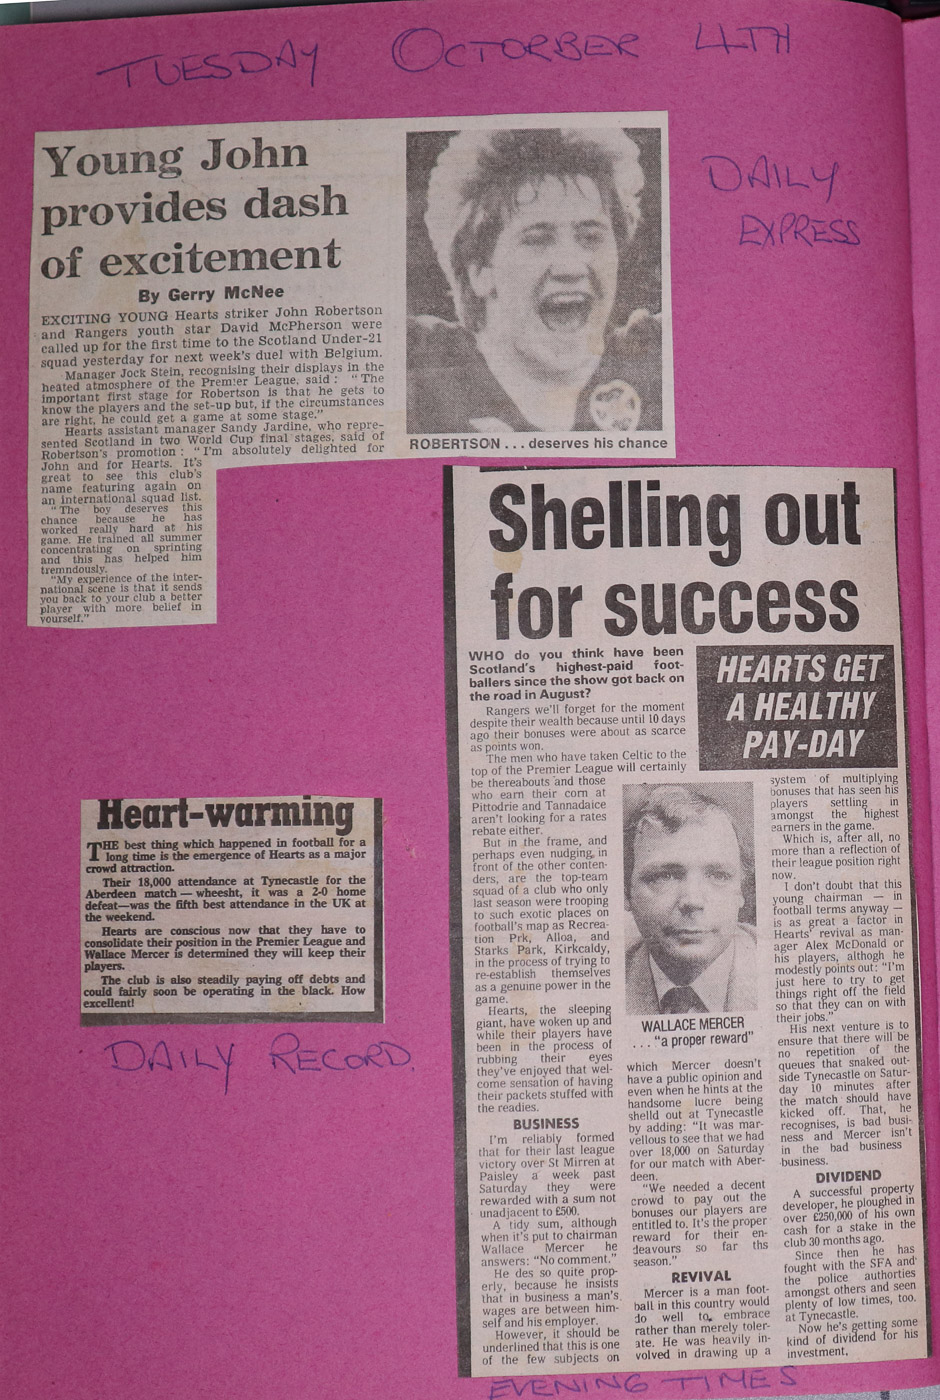 TUESDAY OCTORBER 4TH
DAILY
EXPRESS
Young John
provides dash
of excitement
By Gerry McNee
EXCITING YOUNG Hearts striker John Robertson
and Rangers youth star David McPherson were
called up for the first time to the Scotland Under-21
squad yesterday for next week's duel with Belgium.
Manager Jock Stein, recognising their displays in the
heated atmosphere of the Premier League, said : "The
important first stage for Robertson is that he gets to
know the players and the set-up but, if the circumstances
are right, he could get a game at some stage."
Hearts assistant manager Sandy Jardine, who repre-
sented Scotland in two World Cup final stages, said of
Robertson's promotion : "I'm absolutely delighted for
John and for Hearts. It's
great to see this club's
name featuring again on
an international squad list.
"The boy deserves this
chance because he has
worked really hard at his
game. He trained all summer
concentrating on sprinting
and this has helped him
tremndously.
"My experience of the inter-
national scene is that it sends
you back to your club a better
player with more belief in
yourself."
ROBERTSON . . . deserves his chance
Heart-warming
THE best thing which happened in football for a
long time is the emergence of Hearts as a major
crowd attraction.
Their 18,000 attendance at Tynecastle for the
Aberdeen match — wheesht, it was a 2-0 home
defeat—was the fifth best attendance in the UK at
the weekend.
Hearts are conscious now that they have to
consolidate their position in the Premier League and
Wallace Mercer is determined they will keep their
players.
The club is also steadily paying off debts and
could fairly soon be operating in the black. How
excellent!
DAILY RECORD.
Shelling out
for success
HEARTS GET
A HEALTHY
PAY-DAY
WHO do you think have been
Scotland's highest-paid foot-
ballers since the show got back on
the road in August?
Rangers we'll forget for the moment
despite their wealth because until 10 days
ago their bonuses were about as scarce
as points won.
The men who have taken Celtic to the
top of the Premier League will certainly
be thereabouts and those
who earn their corn at
Pittodrie and Tannadaice
aren't looking for a rates
rebate either.
But in the frame, and
perhaps even nudging, in
front of the other conten-
ders, are the top-team
squad of a club who only
last season were trooping
to such exotic places on
football's map as Recrea-
tion Prk, Alloa, and
Starks Park, Kirkcaldy,
in the process of trying to
re-establish themselves
as a genuine power in the
game.
Hearts, the sleeping
giant, have woken up and
while their players have
been in the process of
rubbing their eyes
they've enjoyed that wel-
come sensation of having
their packets stuffed with
the readies.
BUSINESS
I'm reliably formed
that for their last league
victory over St Mirren at
Paisley a week past
Saturday they were
rewarded with a sum not
unadjacent to £500.
A tidy sum, although
when it's put to chairman
Wallace Mercer he
answers: "No comment."
He des so quite prop-
erly, because he insists
that in business a man's
wages are between him-
self and his employer.
However, it should be
underlined that this is one
of the few subjects on
WALLACE MERCER
. . . "a proper reward"
which Mercer doesn't
have a public opinion and
even when he hints at the
handsome lucre being
shelld out at Tynecastle
by adding: "It was mar-
vellous to see that we had
over 18,000 on Saturday
for our match with Aber-
deen.
"We needed a decent
crowd to pay out the
bonuses our players are
entitled to. It's the proper
reward for their en-
deavours so far ths
season."
REVIVAL
Mercer is a man foot-
ball in this country would
do well to embrace
rather than merely toler-
ate. He was heavily in-
volved in drawing up a
system of multiplying
bonuses that has seen his
players settling in
amongst the highest
earners in the game.
Which is, after all, no
more than a reflection of
their league position right
now.
I don't doubt that this
young chairman — in
football terms anyway —
is as great a factor in
Hearts' revival as man-
ager Alex McDonald or
his players, althogh he
modestly points out: "I'm
just here to try to get
things right off the field
so that they can on with
their jobs."
His next venture is to
ensure that there will be
no repetition of the
queues that snaked out-
side Tynecastle on Satur-
day 10 minutes after
the match should have
kicked off. That, he
recognises, is bad busi-
ness and Mercer isn't
in the bad business
business.
DIVIDEND
A successful property
developer, he ploughed in
over £250,000 of his own
cash for a stake in the
club 30 months ago.
Since then he has
fought with the SFA and
the police authorties
amongst others and seen
plenty of low times, too.
at Tynecastle.
Now he's getting some
kind of dividend for his
investment.
EVENING TIMES